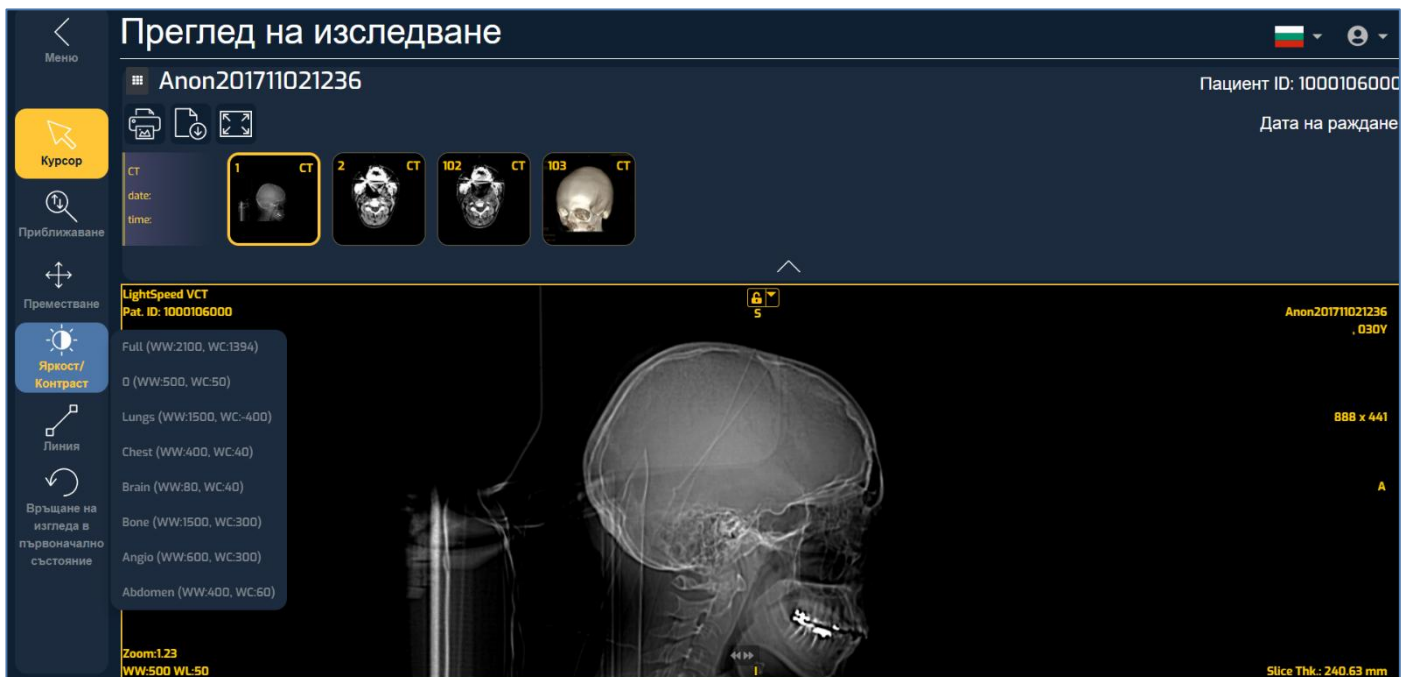 Меню
Преглед на изследване
Anon201711021236
Пациент ID: 1000106000
Дата на раждане
Курсор
Приближаване
Преместване
Яркост/
Контраст
Линия
Връщане на
изгледа в
първоначално
състояние
CT
date:
time:
1 CT
2 CT
102 CT
103 CT
LightSpeed VCT
Pat. ID: 1000106000
S
Anon201711021236
, 030Y
888 x 441
A
Full (WW:2100, WC:1394)
0 (WW:500, WC:50)
Lungs (WW:1500, WC:-400)
Chest (WW:400, WC:40)
Brain (WW:80, WC:40)
Bone (WW:1500, WC:300)
Angio (WW:600, WC:300)
Abdomen (WW:400, WC:60)
Zoom:1.23
WW:500 WL:50
I
Slice Thk.: 240.63 mm